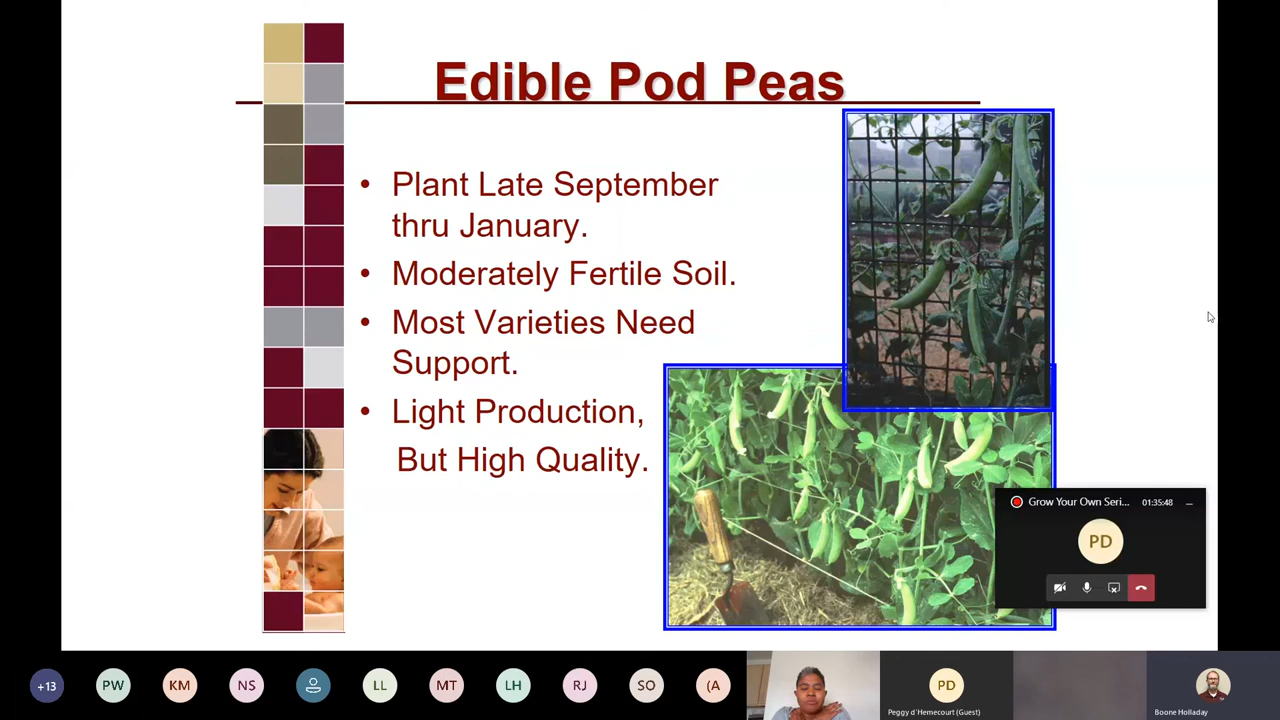 Edible Pod Peas
• Plant Late September
thru January.
• Moderately Fertile Soil.
• Most Varieties Need
Support.
• Light Production,
But High Quality.
Grow Your Own Seri... 01:35:48
PD
+13
PW
KM
NS
LL
MT
LH
RJ
SO
(A
PD
Peggy d'Hemecourt (Guest)
Boone Holladay